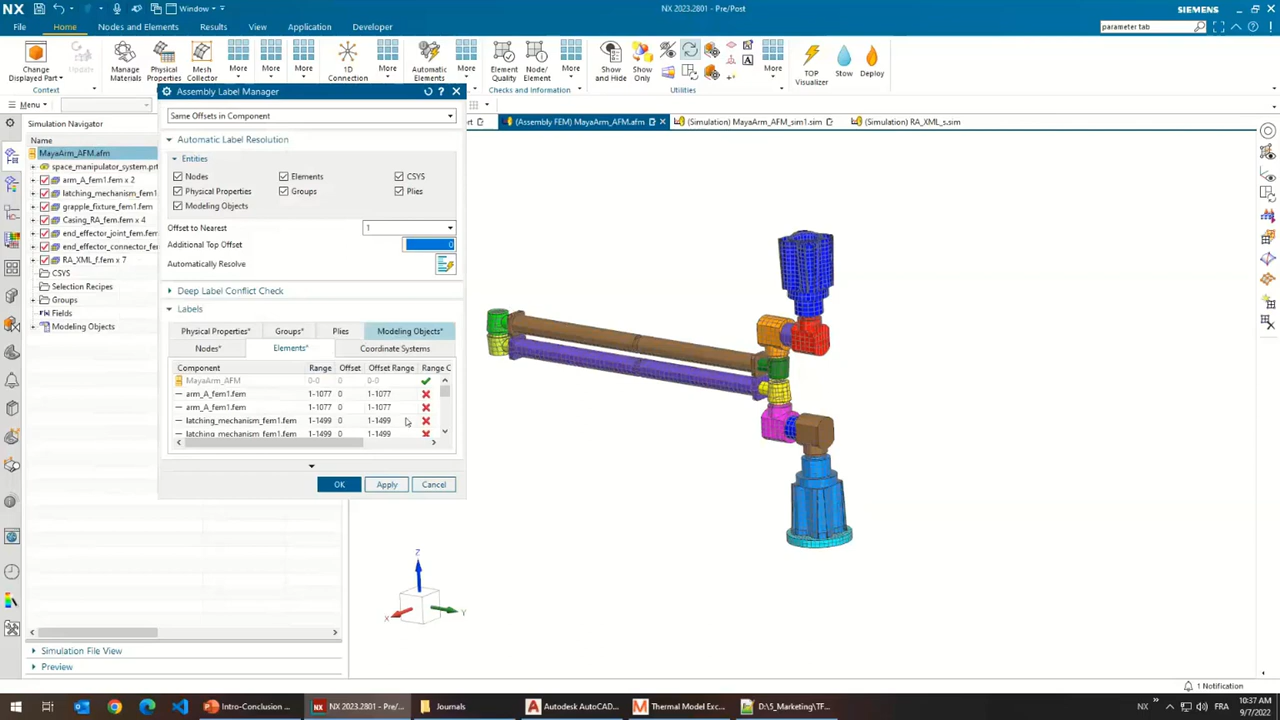 NX
Window
NX 2023.2801 - Pre/Post
SIEMENS
File
Home
Nodes and Elements
Results
View
Application
Tools
Developer
parameter tab
Change Displayed Part
Update
Manage Materials
Physical Properties
Mesh Collector
More
More
More
1D Connection
More
Automatic Elements
More
Element Quality
Node/ Element
More
Show and Hide
Show Only
More
TOP Visualizer
Stow
Deploy
Context
Checks and Information
Utilities
Menu
Assembly Label Manager
Simulation Navigator
Name
MayaArm_AFM.afm
space_manipulator_system.prt
arm_A_fem1.fem x 2
latching_mechanism_fem1
grapple_fixture_fem1.fem
Casing_RA_fem.fem x 4
end_effector_joint_fem.fem
end_effector_connector_fem
RA_XML_f.fem x 7
CSYS
Selection Recipes
Groups
Fields
Modeling Objects
Simulation File View
Preview
Same Offsets in Component
Automatic Label Resolution
Entities
Nodes
Elements
CSYS
Physical Properties
Groups
Plies
Modeling Objects
Offset to Nearest
1
Additional Top Offset
0
Automatically Resolve
Deep Label Conflict Check
Labels
Physical Properties*
Groups*
Plies
Modeling Objects*
Nodes*
Elements*
Coordinate Systems
Component Range Offset Offset Range Range C
MayaArm_AFM 0-0 0-0
arm_A_fem1.fem 1-1077 0 1-1077
arm_A_fem1.fem 1-1077 0 1-1077
latching_mechanism_fem1.fem 1-1499 0 1-1499
latching_mechanism_fem1.fem 1-1499 0 1-1499
OK
Apply
Cancel
(Assembly FEM) MayaArm_AFM.afm
(Simulation) MayaArm_AFM_sim1.sim
(Simulation) RA_XML_s.sim
Z
X
Y
1 Notification
Intro-Conclusion ...
NX 2023.2801 - Pre/...
Journals
Autodesk AutoCAD...
Thermal Model Exc...
D:\5_Marketing\TF...
NX
FRA
10:37 AM
9/7/2022